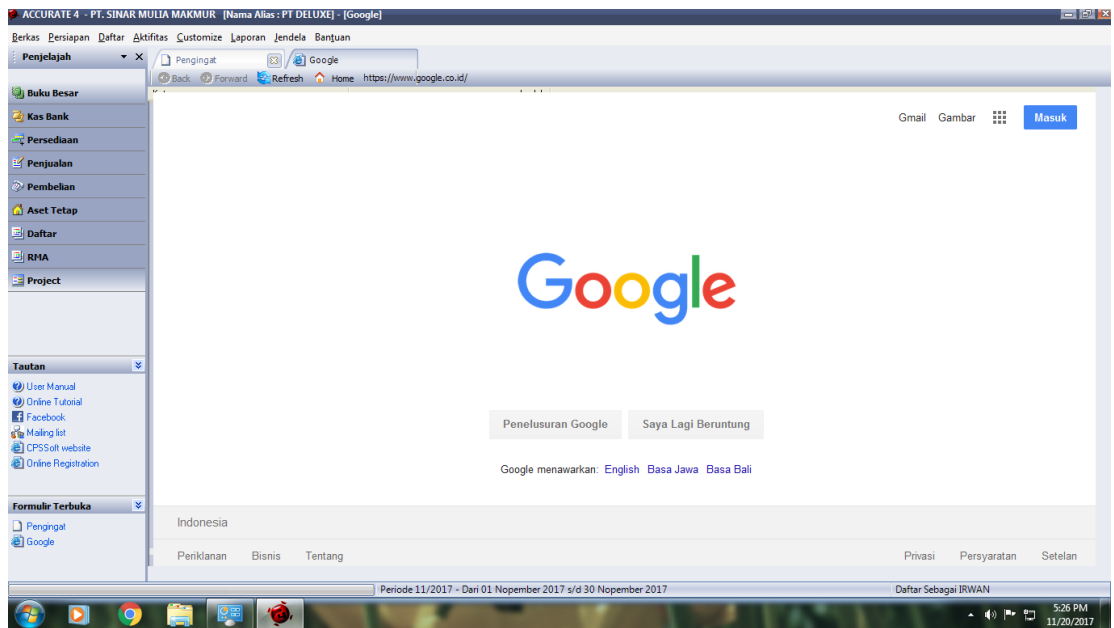 ACCURATE 4 - PT. SINAR MULIA MAKMUR [Nama Alias : PT DELUXE] - [Google]
Berkas Persiapan Daftar Aktifitas Customize Laporan Jendela Bantuan
Penjelajah
Pengingat Google
Back Forward Refresh Home https://www.google.co.id/
Buku Besar
Kas Bank
Persediaan
Penjualan
Pembelian
Aset Tetap
Daftar
RMA
Project
Tautan
User Manual
Online Tutorial
Facebook
Mailing list
CPSSoft website
Online Registration
Formulir Terbuka
Pengingat
Google
Gmail Gambar Masuk
Google
Penelusuran Google Saya Lagi Beruntung
Google menawarkan: English Basa Jawa Basa Bali
Indonesia
Periklanan Bisnis Tentang Privasi Persyaratan Setelan
Periode 11/2017 - Dari 01 Nopember 2017 s/d 30 Nopember 2017 Daftar Sebagai IRWAN
5:26 PM
11/20/2017